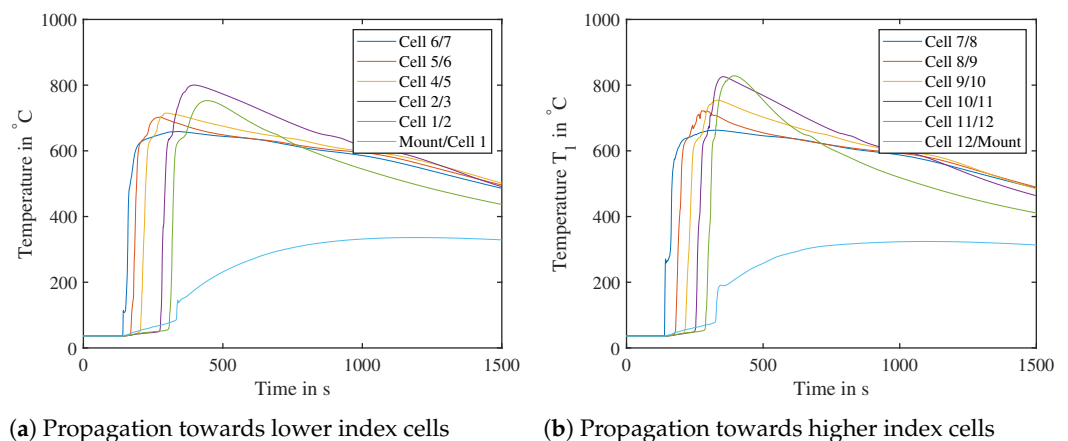 1000
800
600
400
200
0
Temperature in °C
0
500
1000
1500
Time in s
Cell 6/7
Cell 5/6
Cell 4/5
Cell 2/3
Cell 1/2
Mount/Cell 1
(a) Propagation towards lower index cells
1000
800
600
400
200
0
Temperature T1 in °C
0
500
1000
1500
Time in s
Cell 7/8
Cell 8/9
Cell 9/10
Cell 10/11
Cell 11/12
Cell 12/Mount
(b) Propagation towards higher index cells